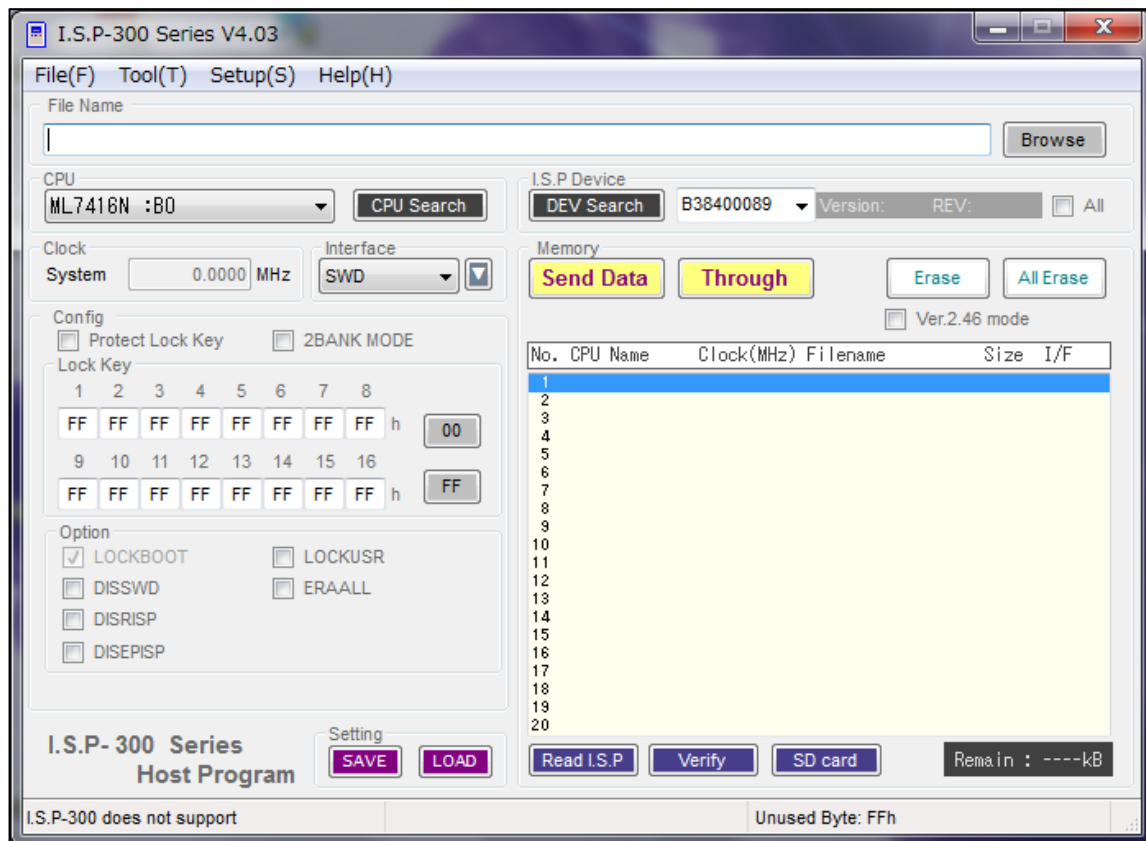 I.S.P-300 Series V4.03
File(F) Tool(T) Setup(S) Help(H)
File Name
Browse
CPU
ML7416N :B0
CPU Search
I.S.P Device
DEV Search
B38400089
Version:
REV:
All
Clock
System
0.0000
MHz
Interface
SWD
Memory
Send Data
Through
Erase
All Erase
Ver.2.46 mode
Config
Protect Lock Key
2BANK MODE
Lock Key
1 2 3 4 5 6 7 8
FF FF FF FF FF FF FF FF h
00
9 10 11 12 13 14 15 16
FF FF FF FF FF FF FF FF h
FF
Option
LOCKBOOT
LOCKUSR
DISSWD
ERAALL
DISRISP
DISEPISP
No. CPU Name Clock(MHz) Filename Size I/F
1
2
3
4
5
6
7
8
9
10
11
12
13
14
15
16
17
18
19
20
I.S.P- 300 Series
Host Program
Setting
SAVE
LOAD
Read I.S.P
Verify
SD card
Remain : ----kB
I.S.P-300 does not support
Unused Byte: FFh